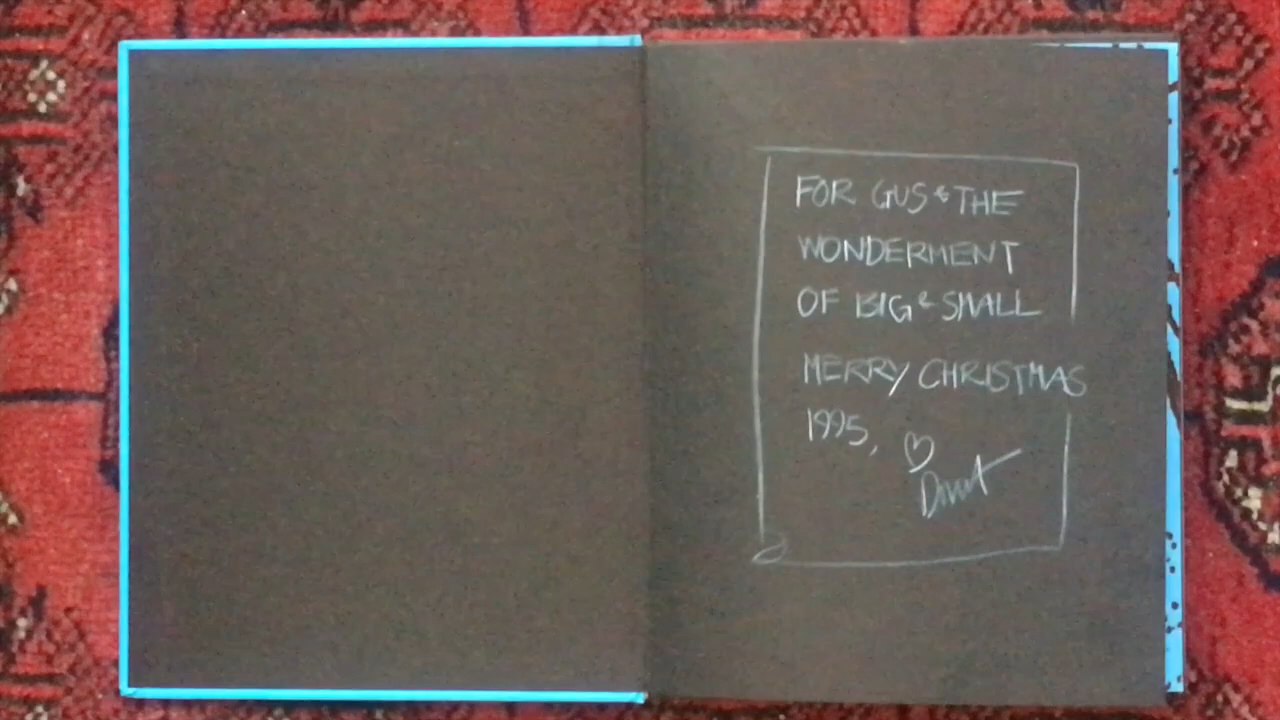 FOR GUS & THE
WONDERMENT
OF BIG & SMALL
MERRY CHRISTMAS
1995, ♡